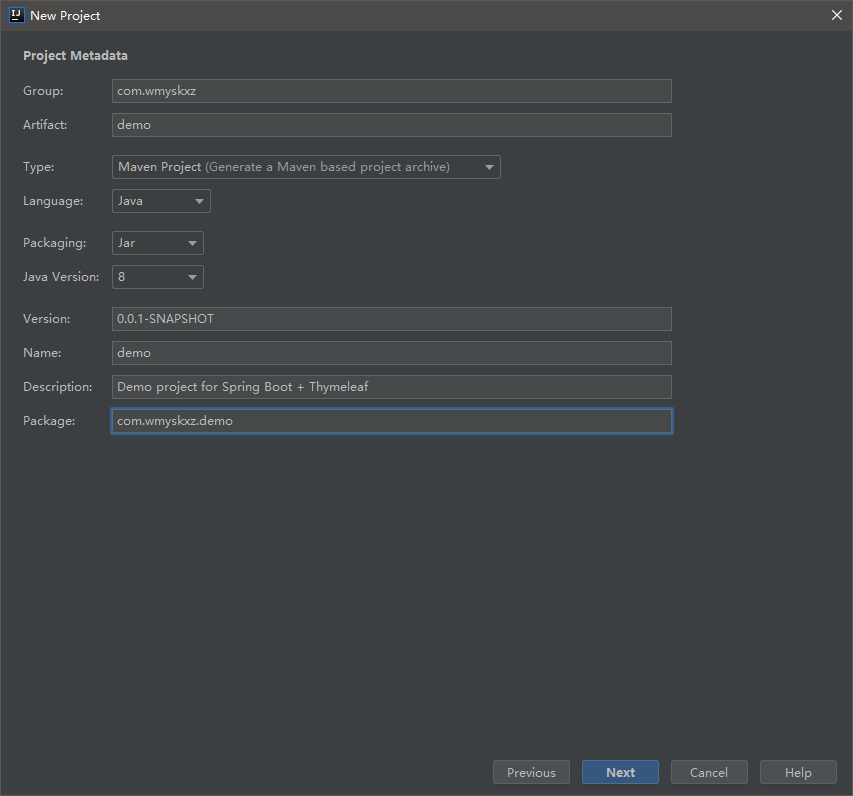 IJ New Project
Project Metadata
Group: com.wmyskxz
Artifact: demo
Type: Maven Project (Generate a Maven based project archive)
Language: Java
Packaging: Jar
Java Version: 8
Version: 0.0.1-SNAPSHOT
Name: demo
Description: Demo project for Spring Boot + Thymeleaf
Package: com.wmyskxz.demo
Previous Next Cancel Help